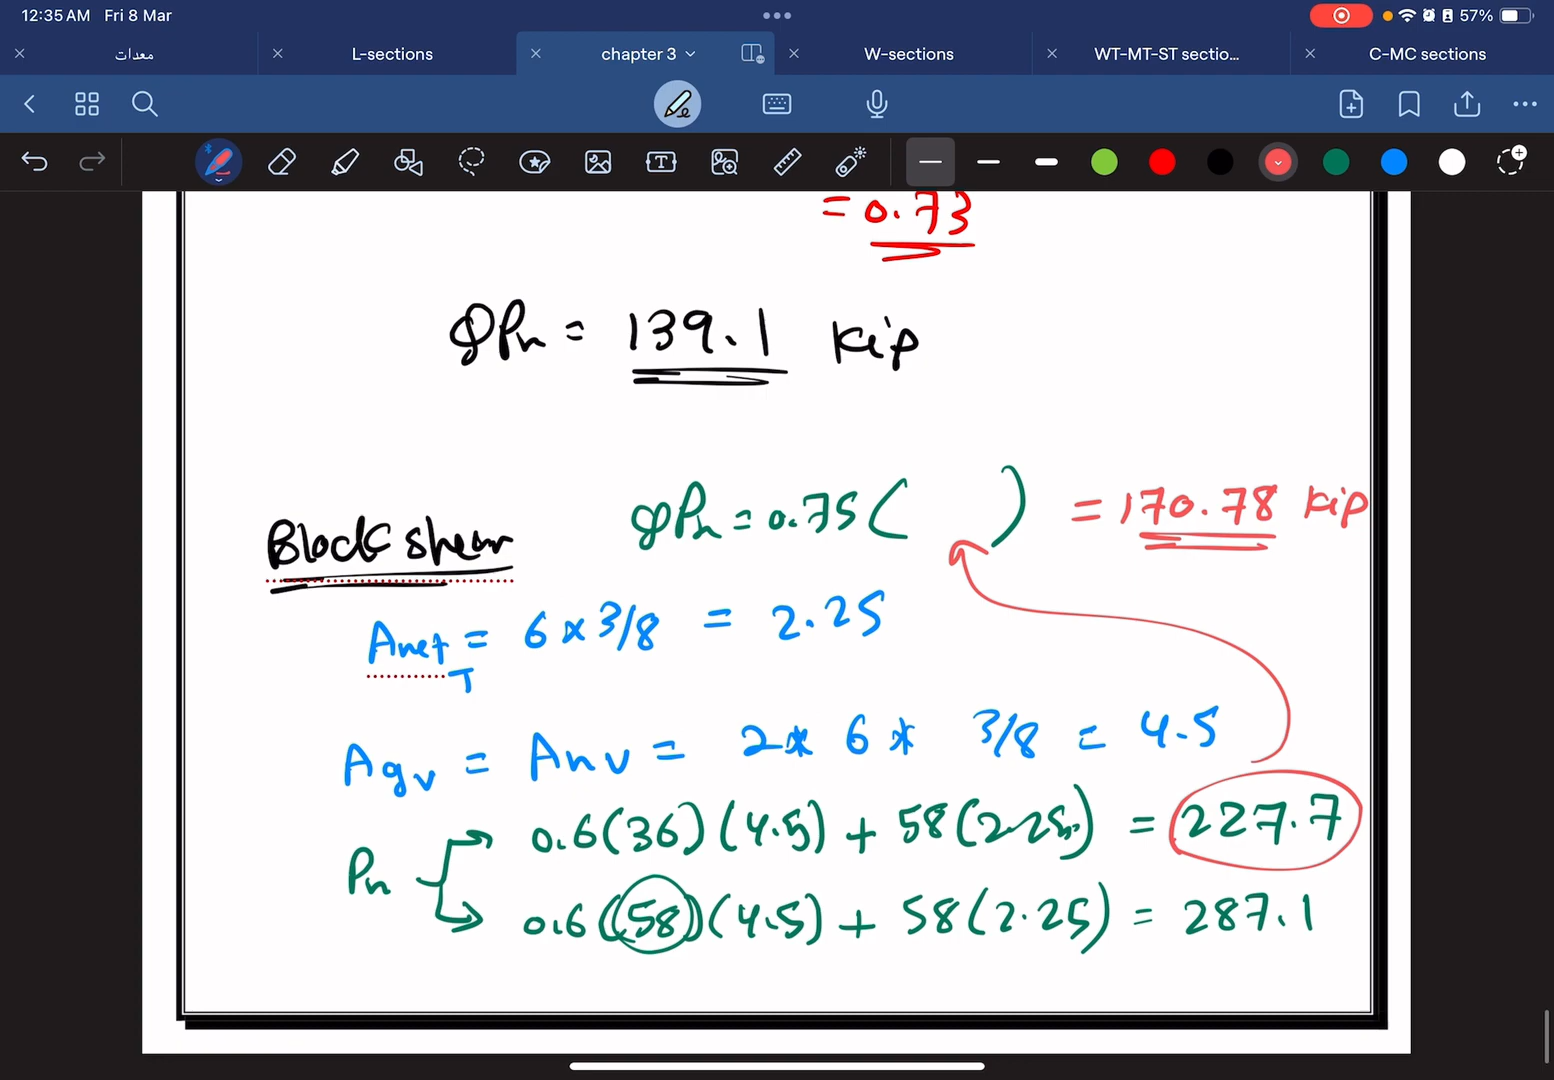 12:35 AM Fri 8 Mar
57%
معدات
L-sections
chapter 3
W-sections
WT-MT-ST sectio...
C-MC sections
= 0.73
ØPn = 139.1 kip
Block shear
ØPn = 0.75 ( ) = 170.78 kip
Anet T = 6 x 3/8 = 2.25
Agv = Anv = 2* 6 * 3/8 = 4.5
0.6(36)(4.5) + 58(2.25) = 227.7
Pn
0.6(58)(4.5) + 58(2.25) = 287.1